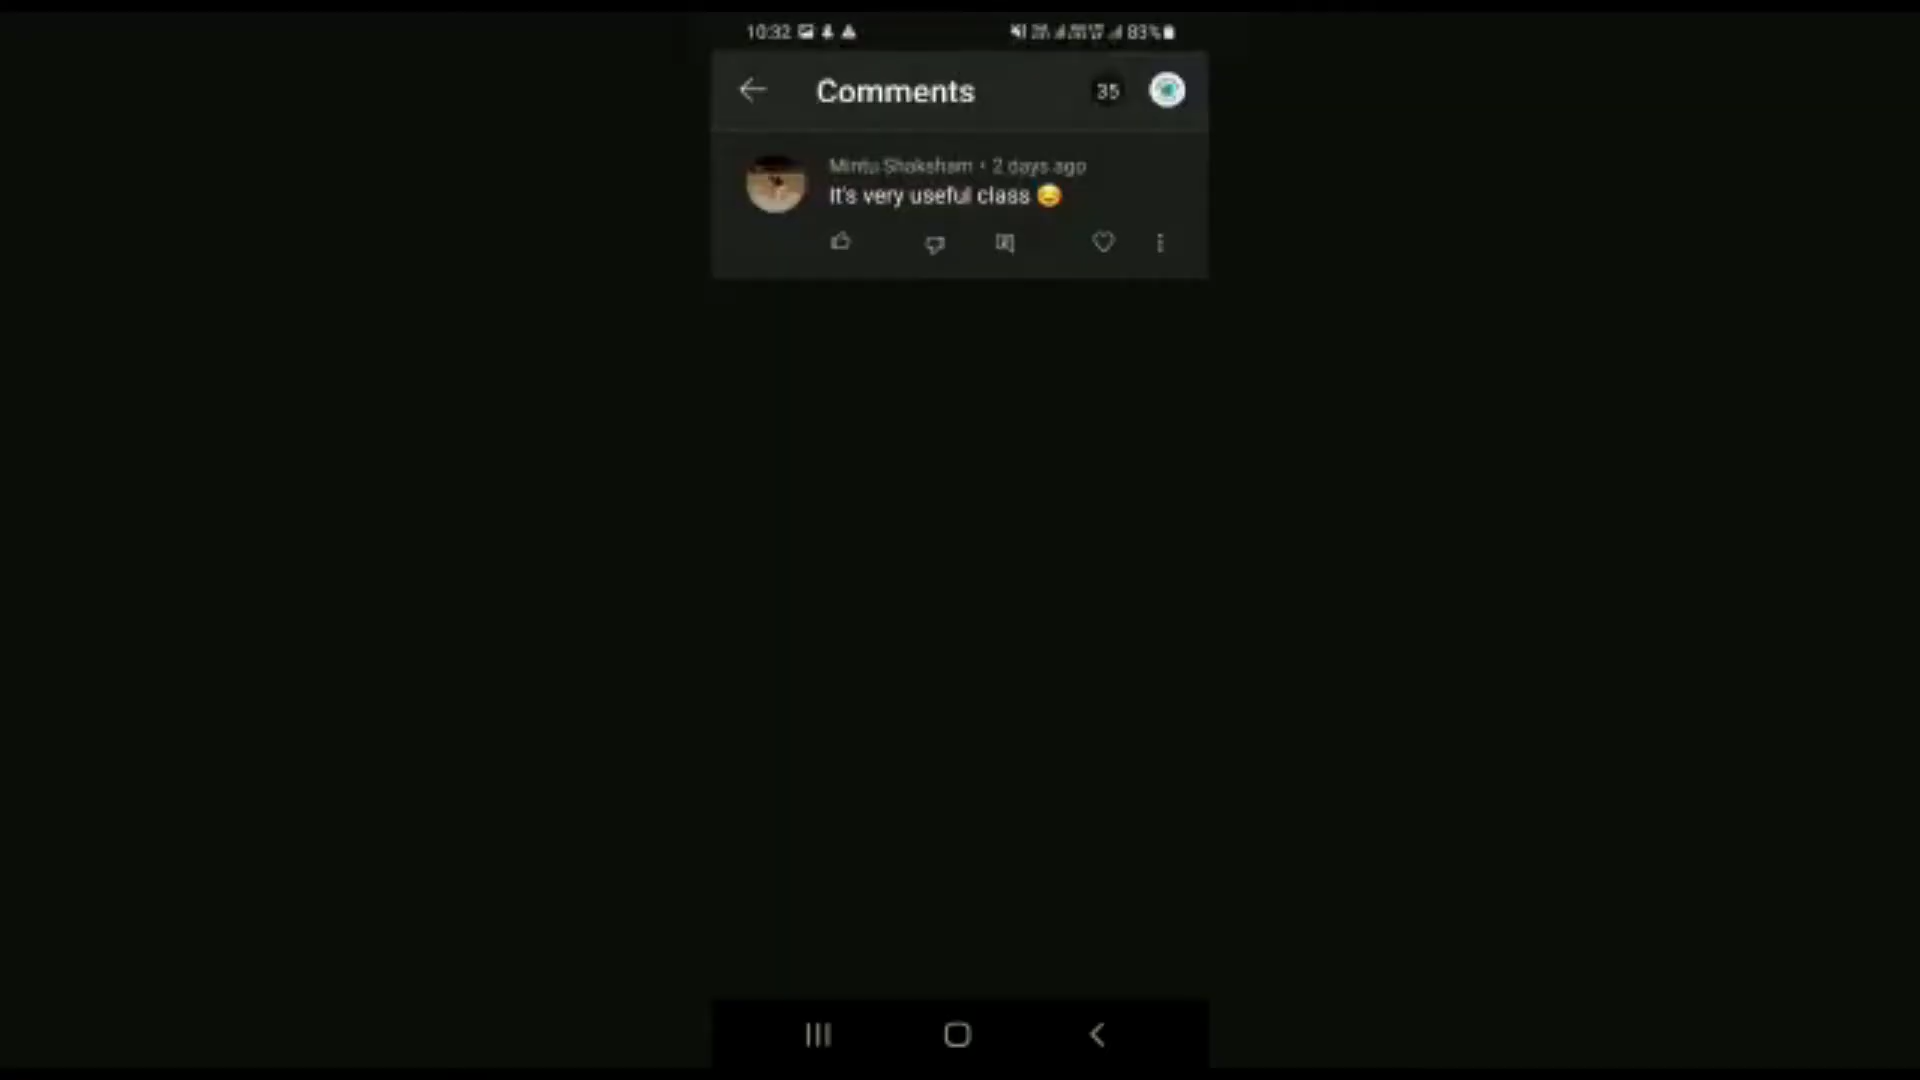 10:32
83%
Comments
35
Mintu Shaksham • 2 days ago
It's very useful class 😊